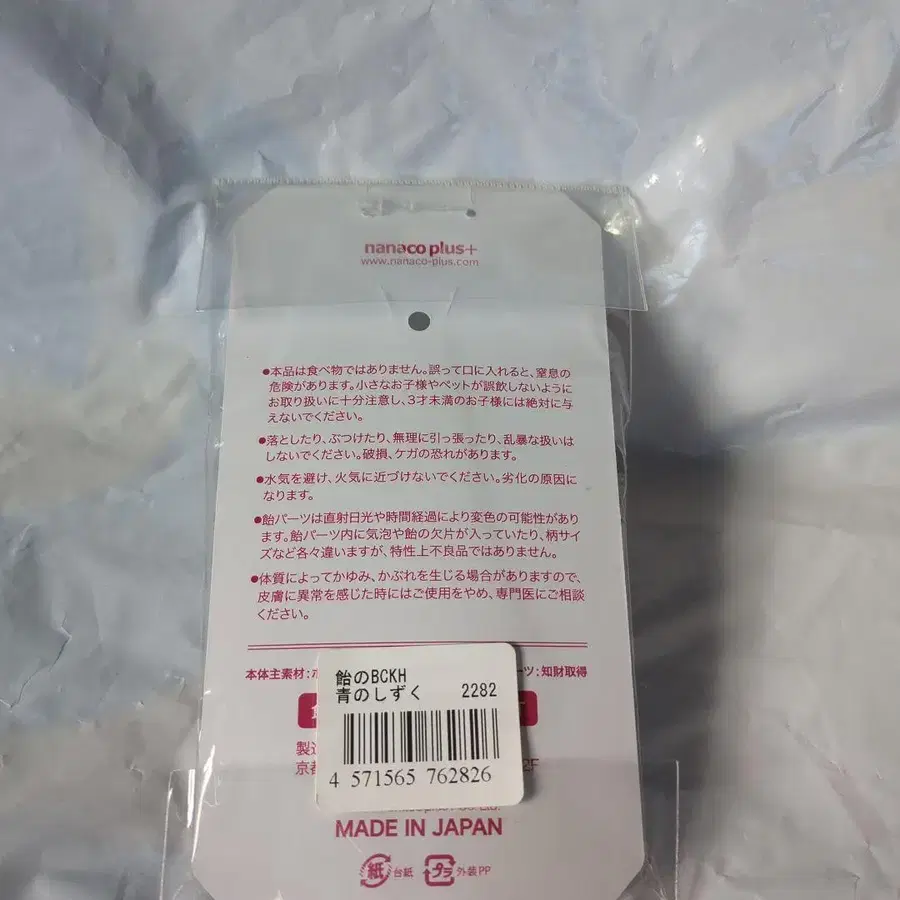 nanaco plus+
www.nanaco-plus.com
●本品は食べ物ではありません。誤って口に入れると、窒息の
危険があります。小さなお子様やペットが誤飲しないように
お取り扱いに十分注意し、3才未満のお子様には絶対に与
えないでください。
●落としたり、ぶつけたり、無理に引っ張ったり、乱暴な扱いは
しないでください。破損、ケガの恐れがあります。
●水気を避け、火気に近づけないでください。劣化の原因に
なります。
●飴パーツは直射日光や時間経過により変色の可能性があり
ます。飴パーツ内に気泡や飴の欠片が入っていたり、柄サイ
ズなど各々違いますが、特性上不良品ではありません。
●体質によってかゆみ、かぶれを生じる場合がありますので、
皮膚に異常を感じた時にはご使用をやめ、専門医にご相談
ください。
本体主素材: ーツ:知財取得
飴のBCKH
青のしずく 2282
4 571565 762826
製造
京都 2F
MADE IN JAPAN
紙 台紙 プラ 外装PP